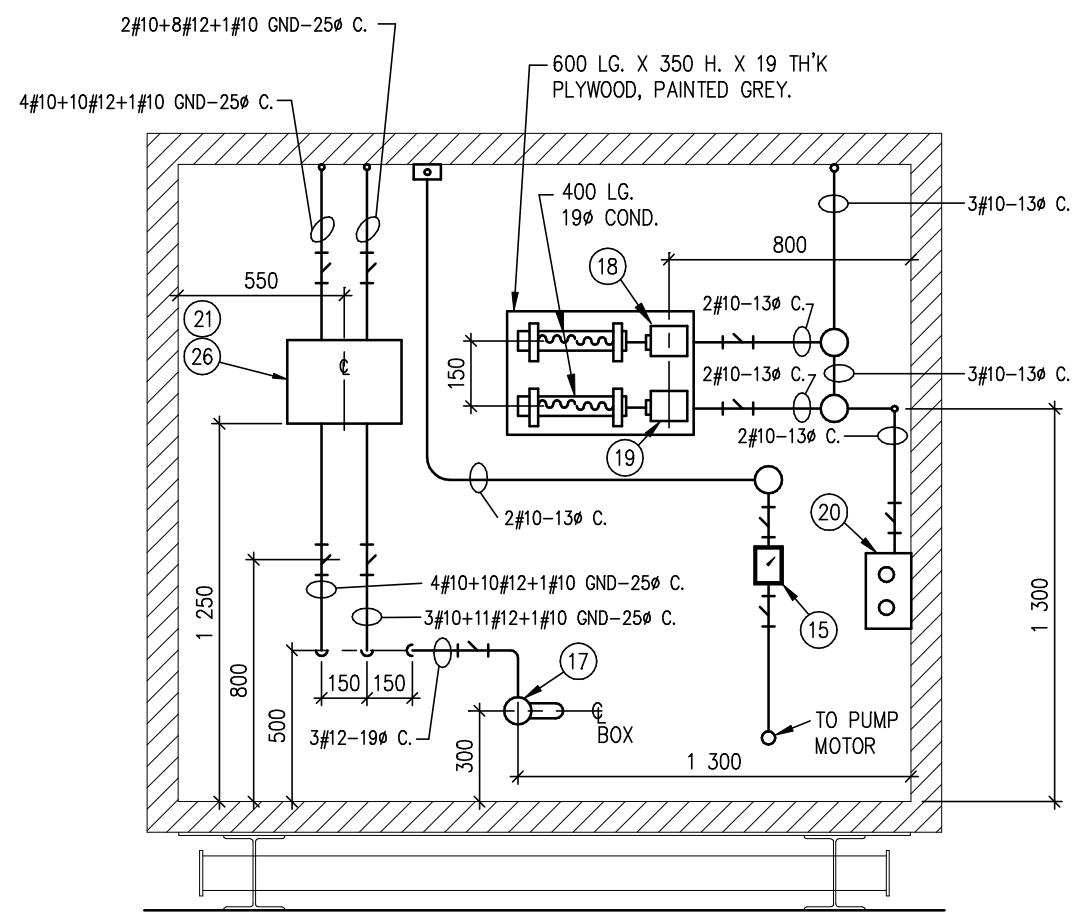 2#10+8#12+1#10 GND-25ø C.
4#10+10#12+1#10 GND-25ø C.
600 LG. X 350 H. X 19 TH'K
PLYWOOD, PAINTED GREY.
400 LG.
19ø COND.
3#10-13ø C.
800
18
550
2#10-13ø C.
21
26
℄
150
2#10-13ø C.
3#10-13ø C.
2#10-13ø C.
19
2#10-13ø C.
20
4#10+10#12+1#10 GND-25ø C.
3#10+11#12+1#10 GND-25ø C.
15
1 250
1 300
800
150
150
17
500
3#12-19ø C.
300
℄
BOX
TO PUMP
MOTOR
1 300